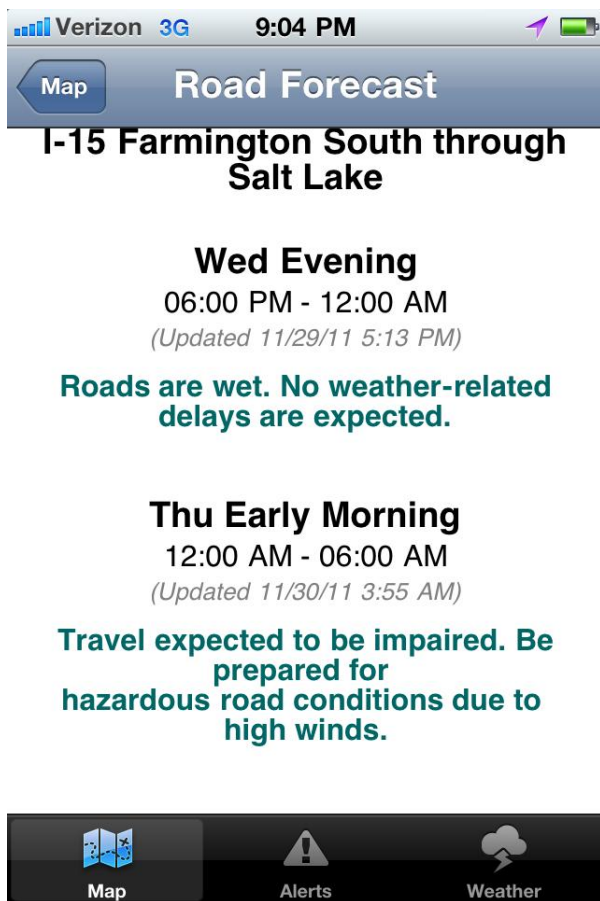 Verizon 3G 9:04 PM
Map Road Forecast
I-15 Farmington South through
Salt Lake
Wed Evening
06:00 PM - 12:00 AM
(Updated 11/29/11 5:13 PM)
Roads are wet. No weather-related
delays are expected.
Thu Early Morning
12:00 AM - 06:00 AM
(Updated 11/30/11 3:55 AM)
Travel expected to be impaired. Be
prepared for
hazardous road conditions due to
high winds.
Map Alerts Weather